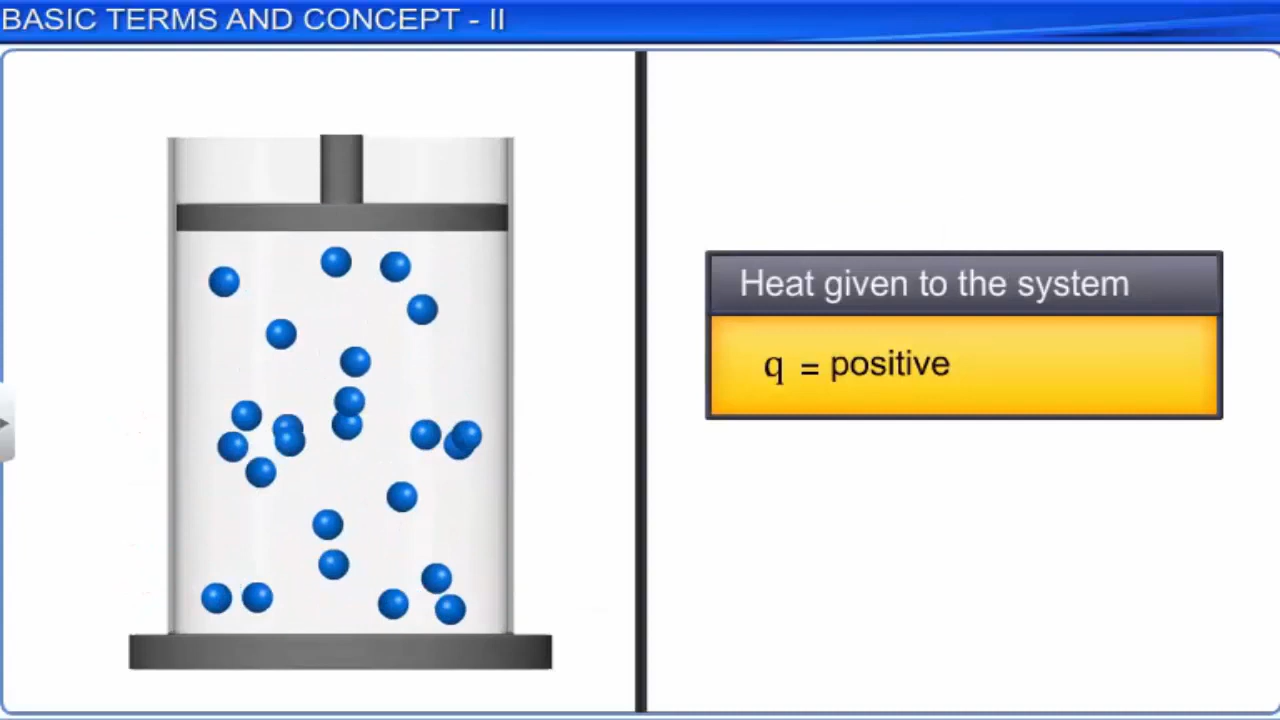 BASIC TERMS AND CONCEPT - II
Heat given to the system
q = positive